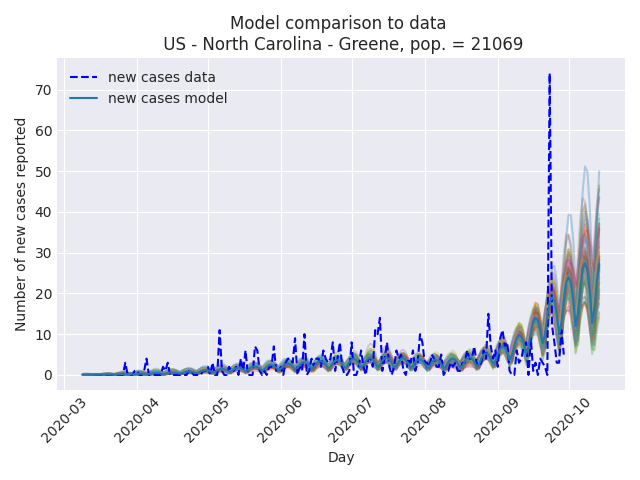 Model comparison to data
US - North Carolina - Greene, pop. = 21069
new cases data
new cases model
Number of new cases reported
70
60
50
40
30
20
10
0
2020-03
2020-04
2020-05
2020-06
2020-07
2020-08
2020-09
2020-10
Day